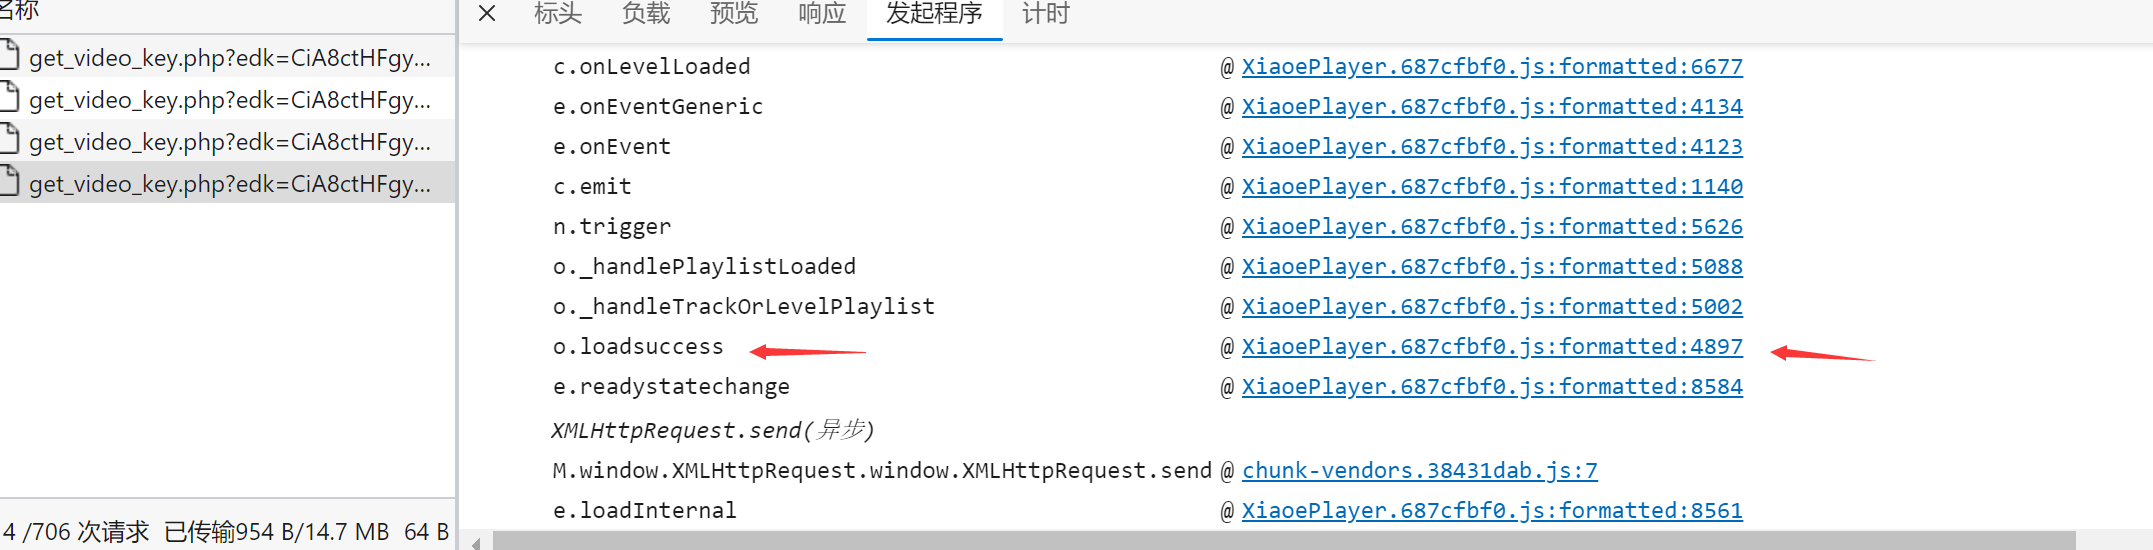 名称
get_video_key.php?edk=CiA8ctHFgy...
get_video_key.php?edk=CiA8ctHFgy...
get_video_key.php?edk=CiA8ctHFgy...
get_video_key.php?edk=CiA8ctHFgy...
4 /706 次请求 已传输954 B/14.7 MB 64 B
× 标头 负载 预览 响应 发起程序 计时
c.onLevelLoaded @ XiaoePlayer.687cfbf0.js:formatted:6677
e.onEventGeneric @ XiaoePlayer.687cfbf0.js:formatted:4134
e.onEvent @ XiaoePlayer.687cfbf0.js:formatted:4123
c.emit @ XiaoePlayer.687cfbf0.js:formatted:1140
n.trigger @ XiaoePlayer.687cfbf0.js:formatted:5626
o._handlePlaylistLoaded @ XiaoePlayer.687cfbf0.js:formatted:5088
o._handleTrackOrLevelPlaylist @ XiaoePlayer.687cfbf0.js:formatted:5002
o.loadsuccess @ XiaoePlayer.687cfbf0.js:formatted:4897
e.readystatechange @ XiaoePlayer.687cfbf0.js:formatted:8584
XMLHttpRequest.send(异步)
M.window.XMLHttpRequest.window.XMLHttpRequest.send @ chunk-vendors.38431dab.js:7
e.loadInternal @ XiaoePlayer.687cfbf0.js:formatted:8561